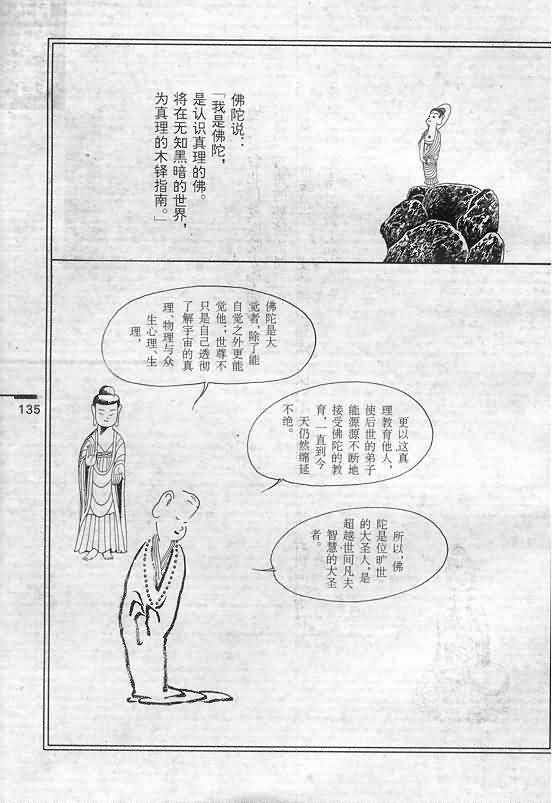 佛陀说：
「我是佛陀，
是认识真理的佛。
将在无知黑暗的世界，
为真理的木铎指南。」
佛陀是大
觉者，除了能
自觉之外更能
觉他；世尊不
只是自己透彻
了解宇宙的真
理、物理与众
生心理、生
理，
更以这真
理教育他人，
使后世的弟子
能源源不断地
接受佛陀的教
育，一直到今
天仍然绵延
不绝。
所以，佛
陀是位旷世
的大圣人，是
超越世间凡夫
智慧的大圣
者。
135